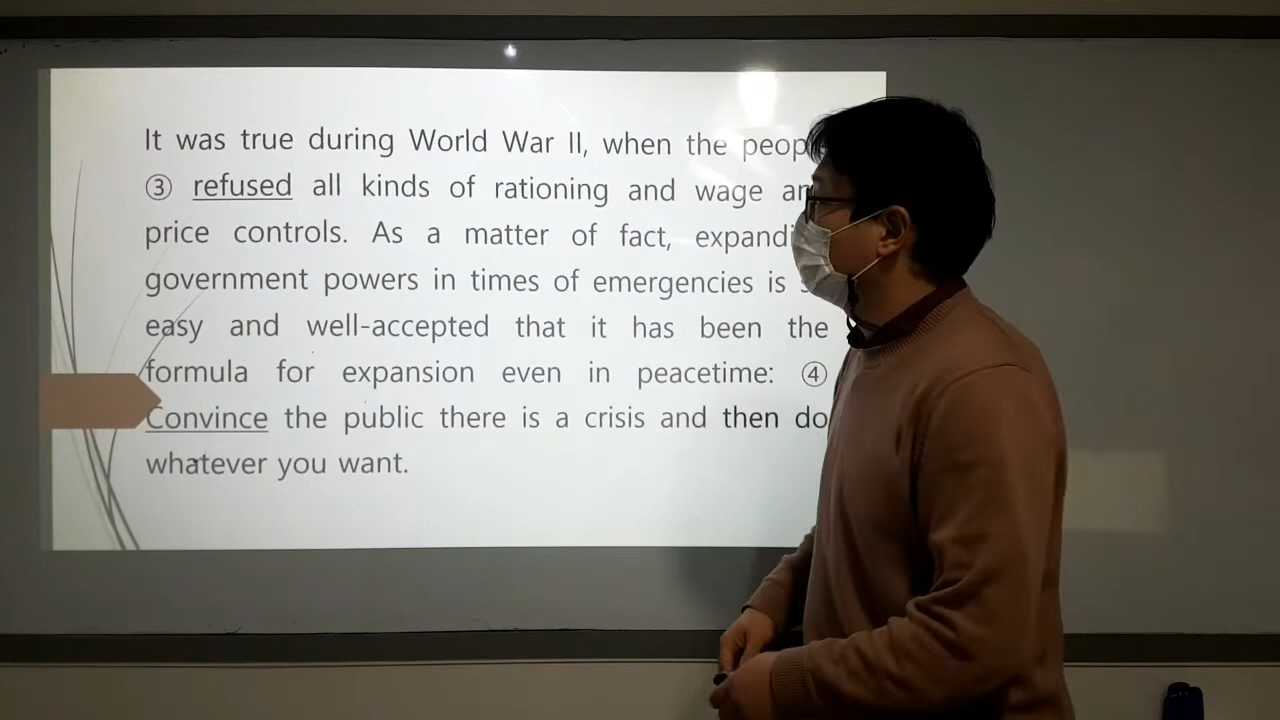 It was true during World War II, when the
③ refused all kinds of rationing and wage
price controls. As a matter of fact,
government powers in times of emergencies is
easy and well-accepted that it has been the
formula for expansion even in peacetime: ④
Convince the public there is a crisis and then do
whatever you want.